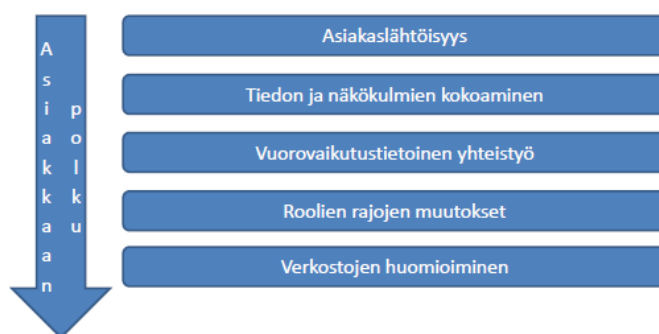 Asiakkaan polku
Asiakaslähtöisyys
Tiedon ja näkökulmien kokoaminen
Vuorovaikutustietoinen yhteistyö
Roolien rajojen muutokset
Verkostojen huomioiminen